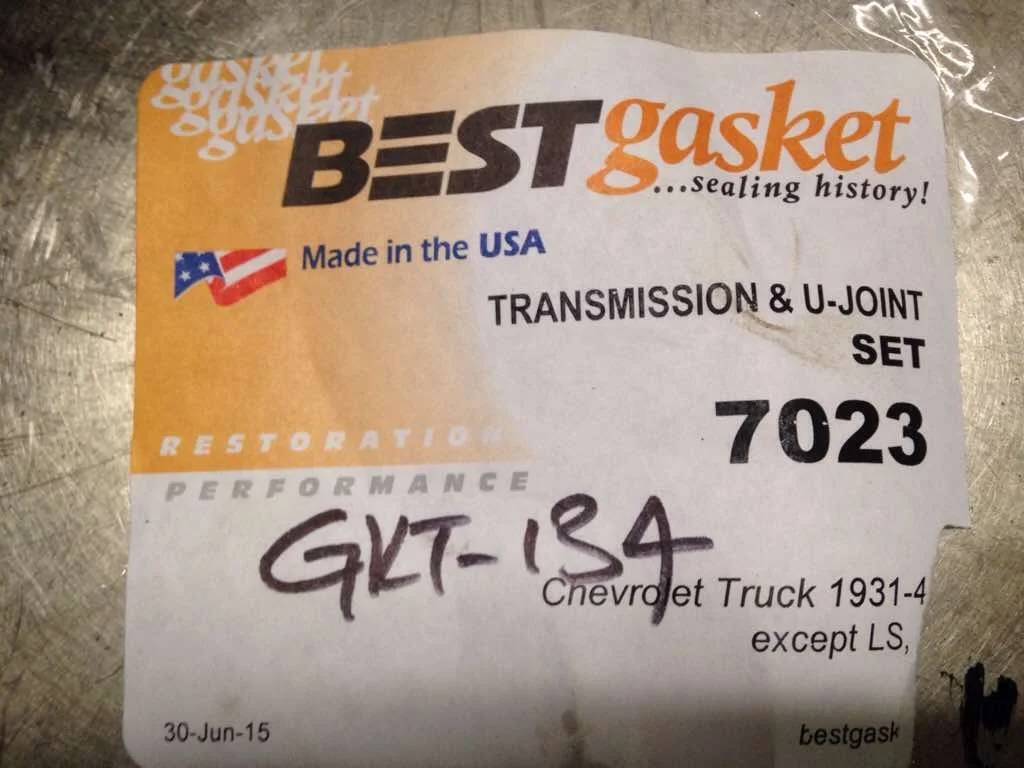 gasket
gasket
gasket
BEST gasket
...sealing history!
Made in the USA
TRANSMISSION & U-JOINT
SET
7023
RESTORATION
PERFORMANCE
GKT-134
Chevrolet Truck 1931-4
except LS,
30-Jun-15
bestgask